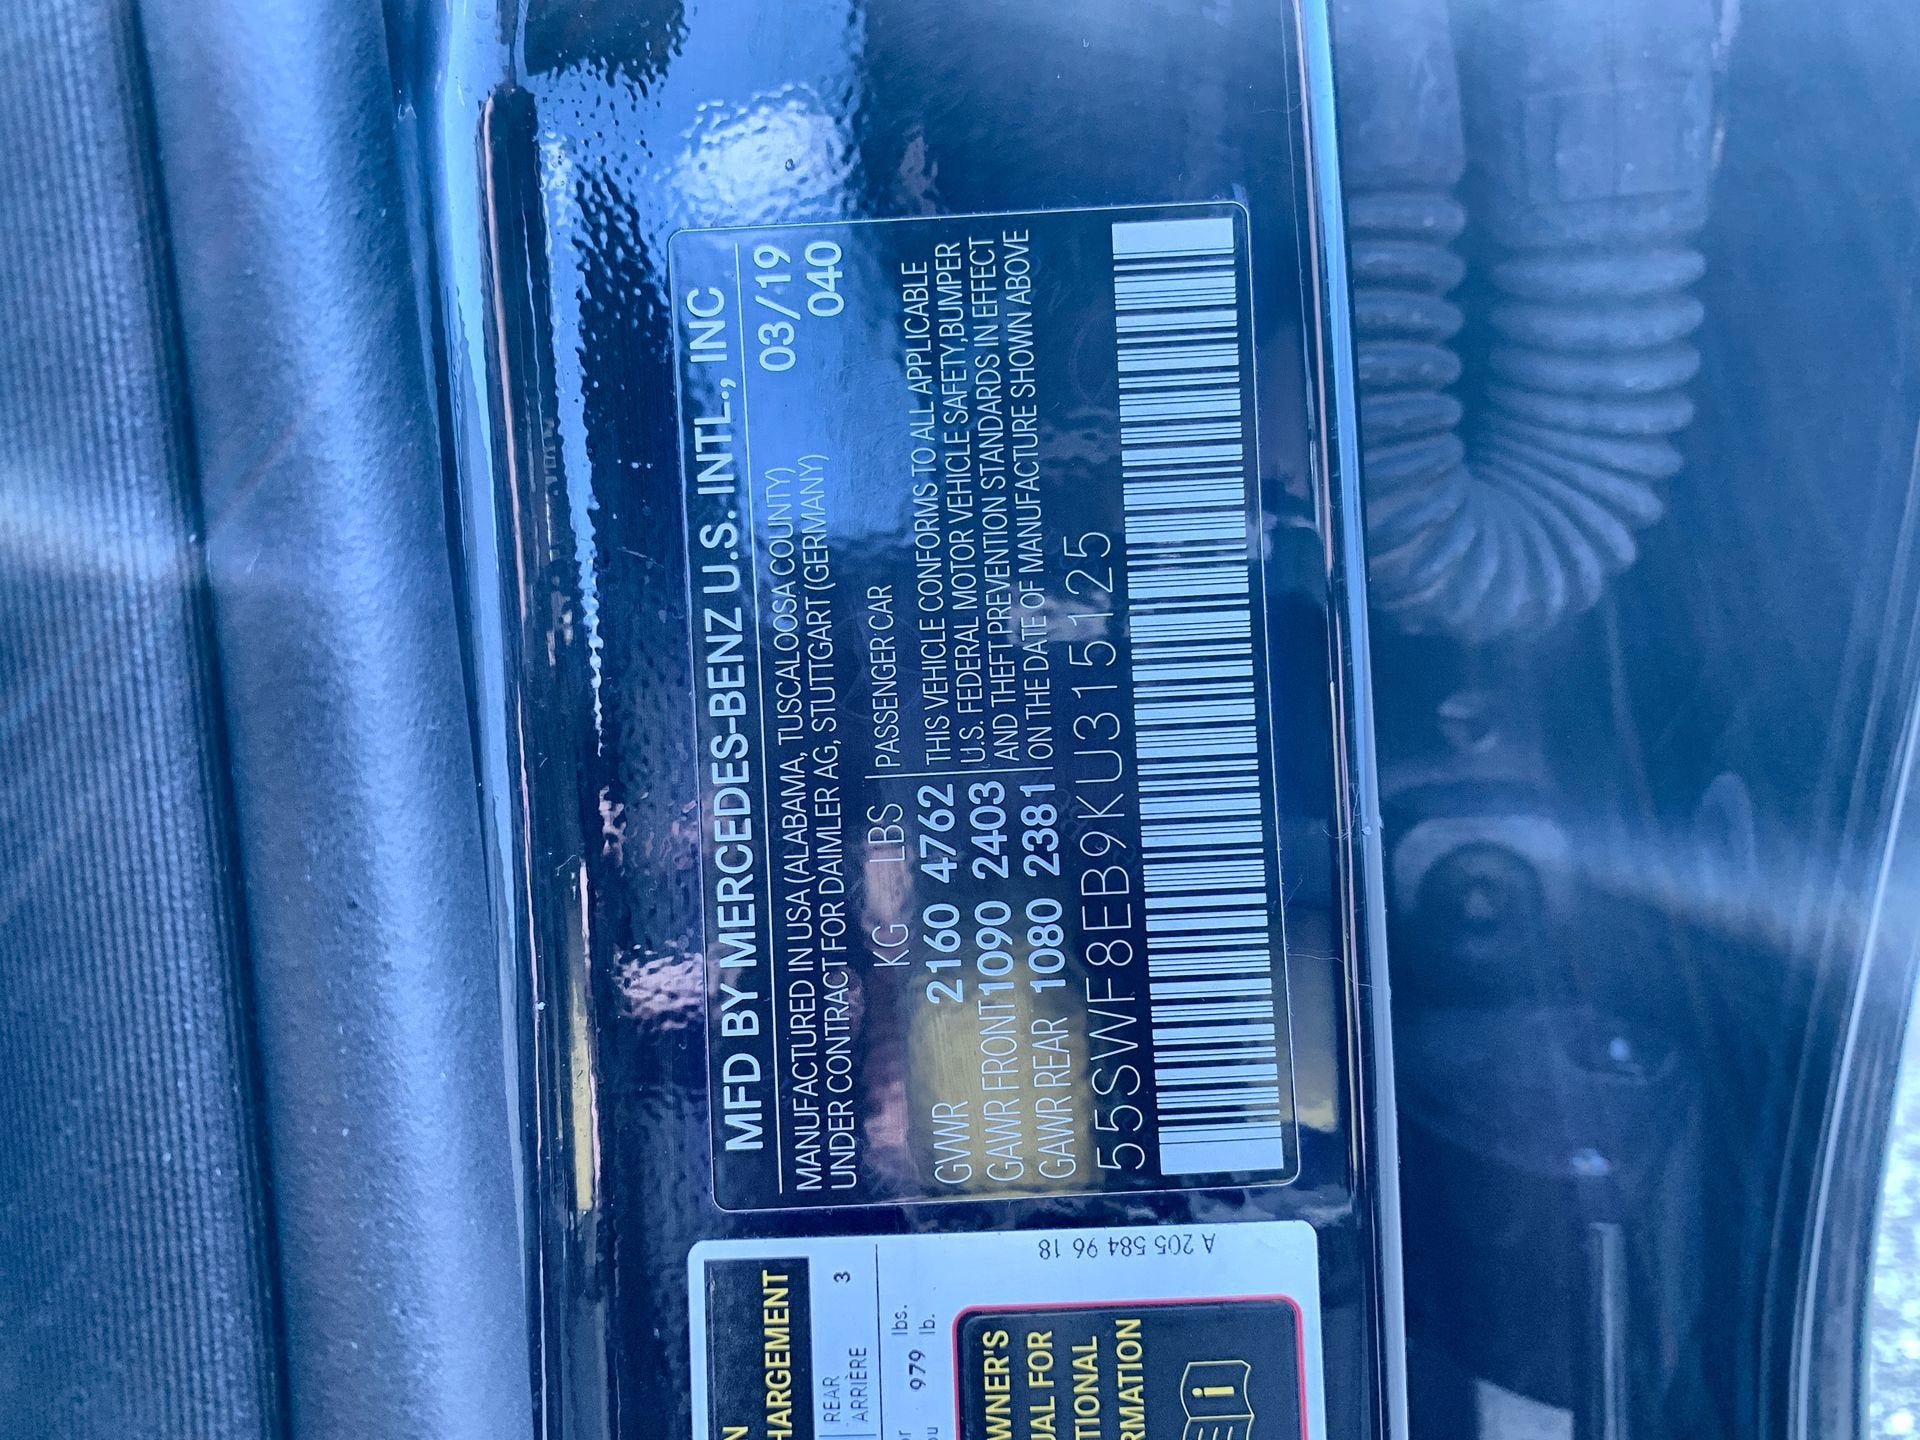 MFD BY MERCEDES-BENZ U.S. INTL., INC
MANUFACTURED IN USA (ALABAMA, TUSCALOOSA COUNTY) 03/19
UNDER CONTRACT FOR DAIMLER AG, STUTTGART (GERMANY) 040
KG LBS PASSENGER CAR
GVWR 2160 4762 THIS VEHICLE CONFORMS TO ALL APPLICABLE
U.S. FEDERAL MOTOR VEHICLE SAFETY,BUMPER
GAWR FRONT 1090 2403 AND THEFT PREVENTION STANDARDS IN EFFECT
GAWR REAR 1080 2381 ON THE DATE OF MANUFACTURE SHOWN ABOVE
55SWF8EB9KU315125
A 205 584 96 18
N
HARGEMENT
REAR 3
ARRIÈRE
or lbs.
ou 979 lb.
WNER'S
UAL FOR
TIONAL
RMATION
i